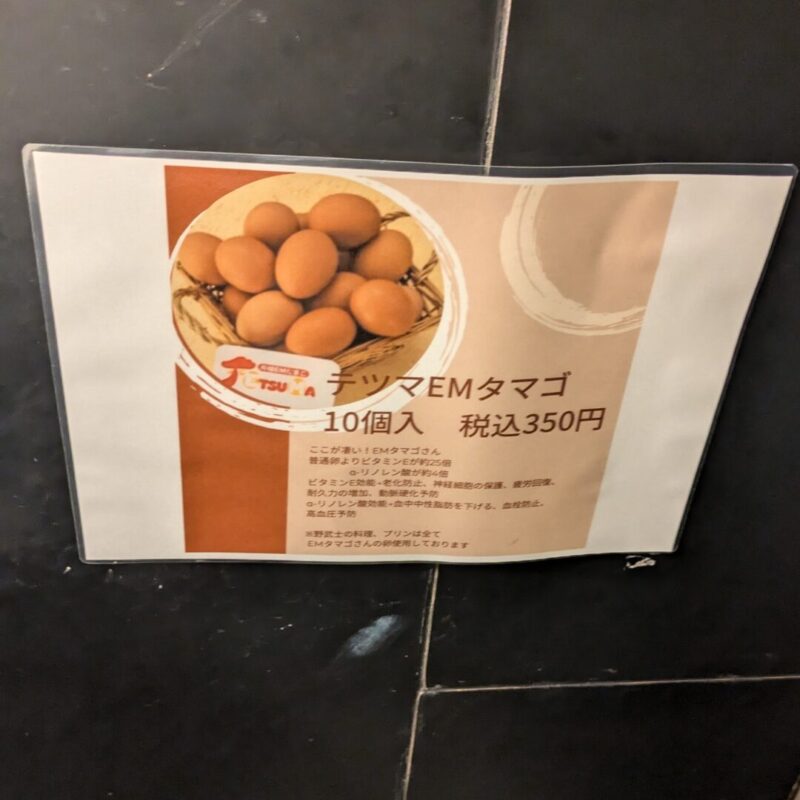 TETSUMA
テツマEMタマゴ
10個入 税込350円
ここが凄い！EMタマゴさん
普通卵よりビタミンEが約25倍
α-リノレン酸が約4倍
ビタミンE効能→老化防止、神経細胞の保護、疲労回復、
耐久力の増加、動脈硬化予防
α-リノレン酸効能→血中中性脂肪を下げる、血栓防止、
高血圧予防
※野武士の料理、プリンは全て
EMタマゴさんの卵使用しております